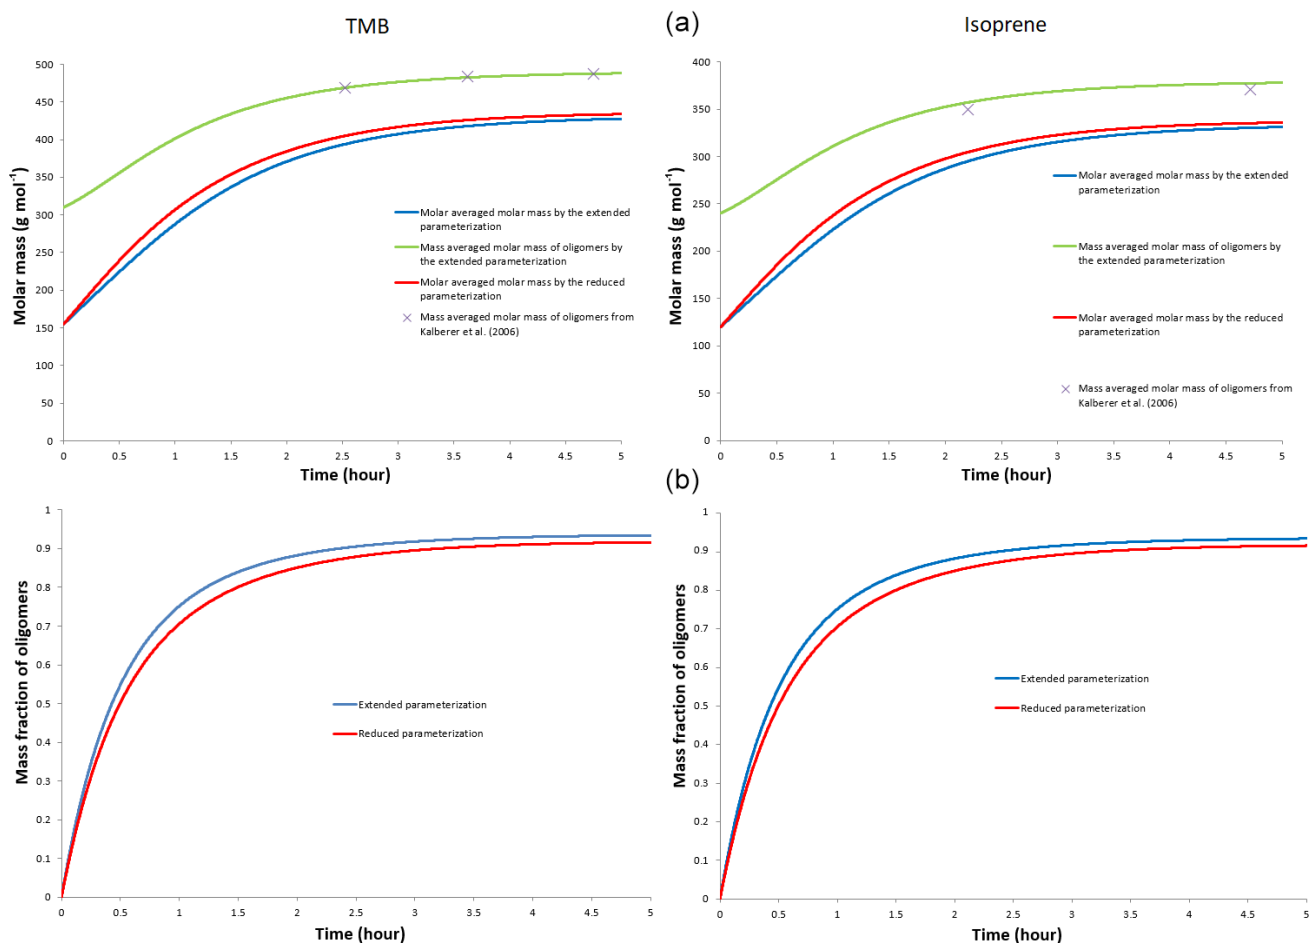 TMB
(a)
Isoprene
Molar mass (g mol⁻¹)
500
450
400
350
300
250
200
150
100
50
0
0 0.5 1 1.5 2 2.5 3 3.5 4 4.5 5
Time (hour)
Molar averaged molar mass by the extended
parameterization
Mass averaged molar mass of oligomers by
the extended parameterization
Molar averaged molar mass by the reduced
parameterization
Mass averaged molar mass of oligomers from
Kalberer et al. (2006)
Molar mass (g mol⁻¹)
400
350
300
250
200
150
100
50
0
0 0.5 1 1.5 2 2.5 3 3.5 4 4.5 5
Time (hour)
Molar averaged molar mass by the extended
parameterization
Mass averaged molar mass of oligomers by
the extended parameterization
Molar averaged molar mass by the reduced
parameterization
Mass averaged molar mass of oligomers from
Kalberer et al. (2006)
(b)
Mass fraction of oligomers
1
0.9
0.8
0.7
0.6
0.5
0.4
0.3
0.2
0.1
0
0 0.5 1 1.5 2 2.5 3 3.5 4 4.5 5
Time (hour)
Extended parameterization
Reduced parameterization
Mass fraction of oligomers
1
0.9
0.8
0.7
0.6
0.5
0.4
0.3
0.2
0.1
0
0 0.5 1 1.5 2 2.5 3 3.5 4 4.5 5
Time (hour)
Extended parameterization
Reduced parameterization